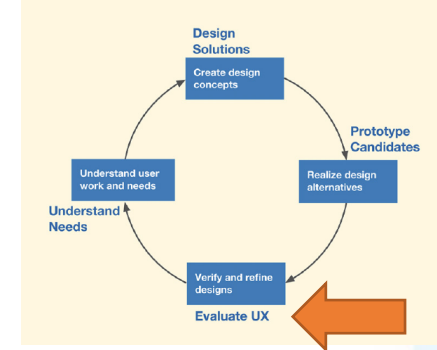 Design
Solutions
Create design
concepts
Prototype
Candidates
Realize design
alternatives
Understand user
work and needs
Understand
Needs
Verify and refine
designs
Evaluate UX